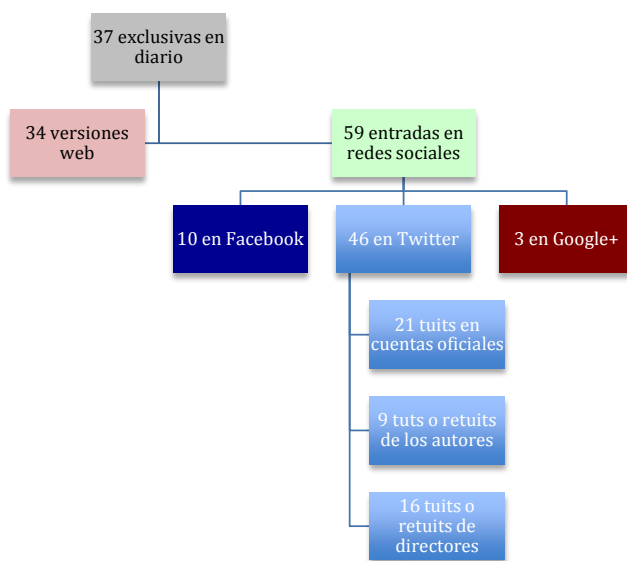 37 exclusivas en
diario
34 versiones
web
59 entradas en
redes sociales
10 en Facebook
46 en Twitter
3 en Google+
21 tuits en
cuentas oficiales
9 tuts o retuits
de los autores
16 tuits o
retuits de
directores